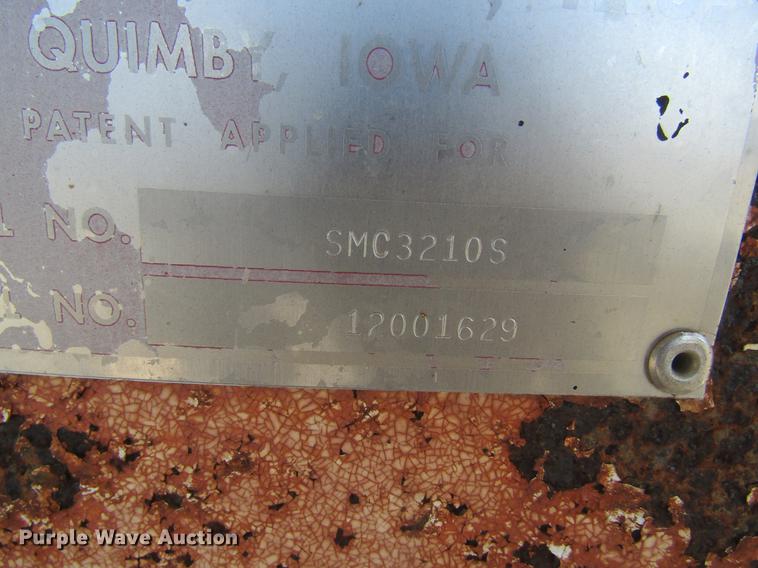 QUIMBY, IOWA
PATENT APPLIED FOR
L NO. SMC3210S
L NO. 12001629
Purple Wave Auction